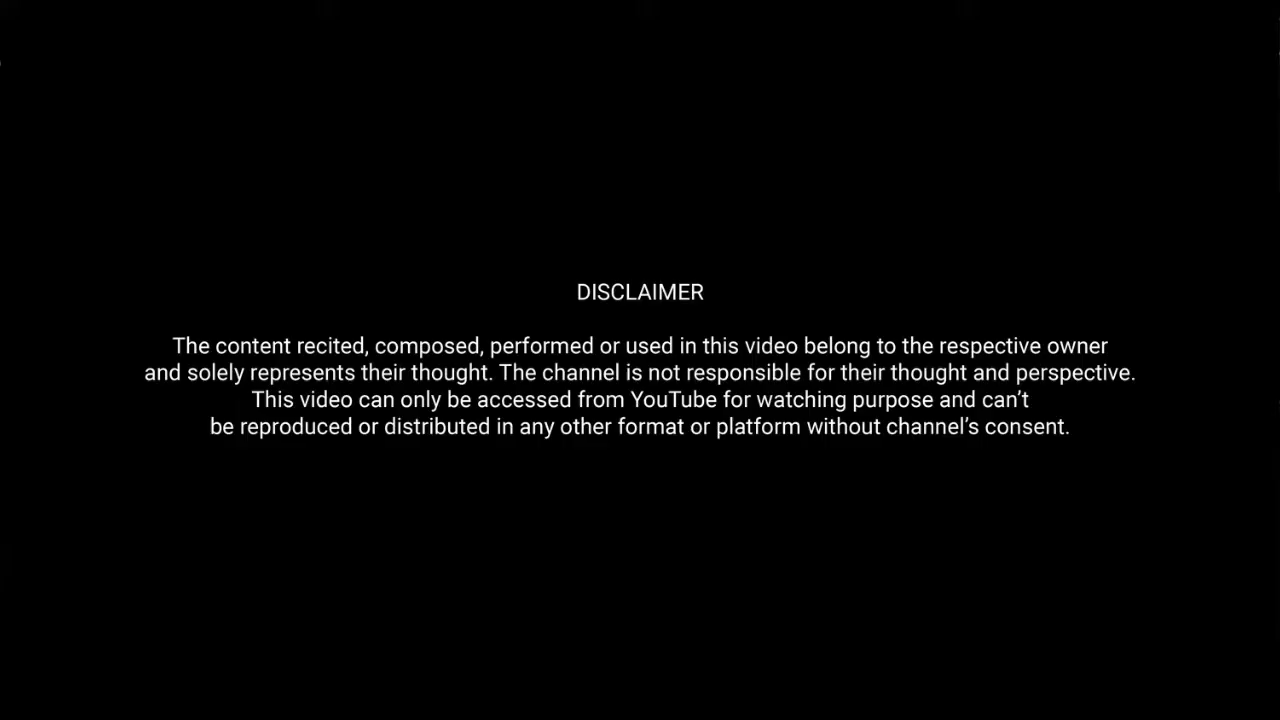 DISCLAIMER
The content recited, composed, performed or used in this video belong to the respective owner
and solely represents their thought. The channel is not responsible for their thought and perspective.
This video can only be accessed from YouTube for watching purpose and can’t
be reproduced or distributed in any other format or platform without channel’s consent.